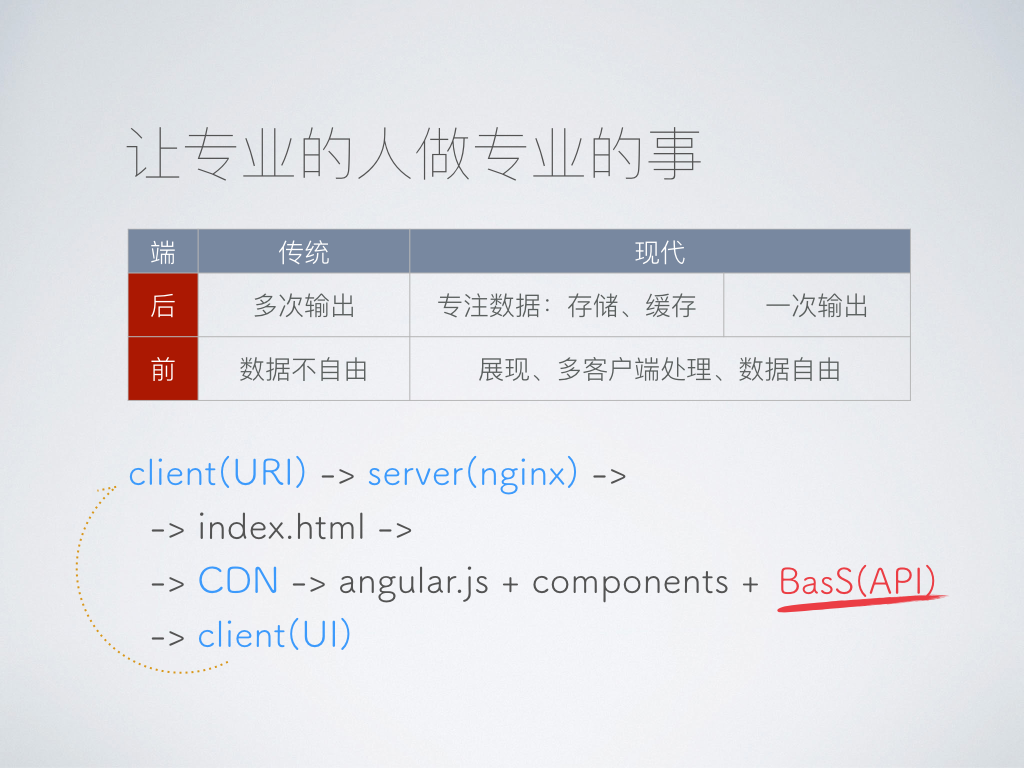 让专业的人做专业的事
端 传统 现代
后 多次输出 专注数据：存储、缓存 一次输出
前 数据不自由 展现、多客户端处理、数据自由
client(URI) -> server(nginx) ->
-> index.html ->
-> CDN -> angular.js + components + BasS(API)
-> client(UI)